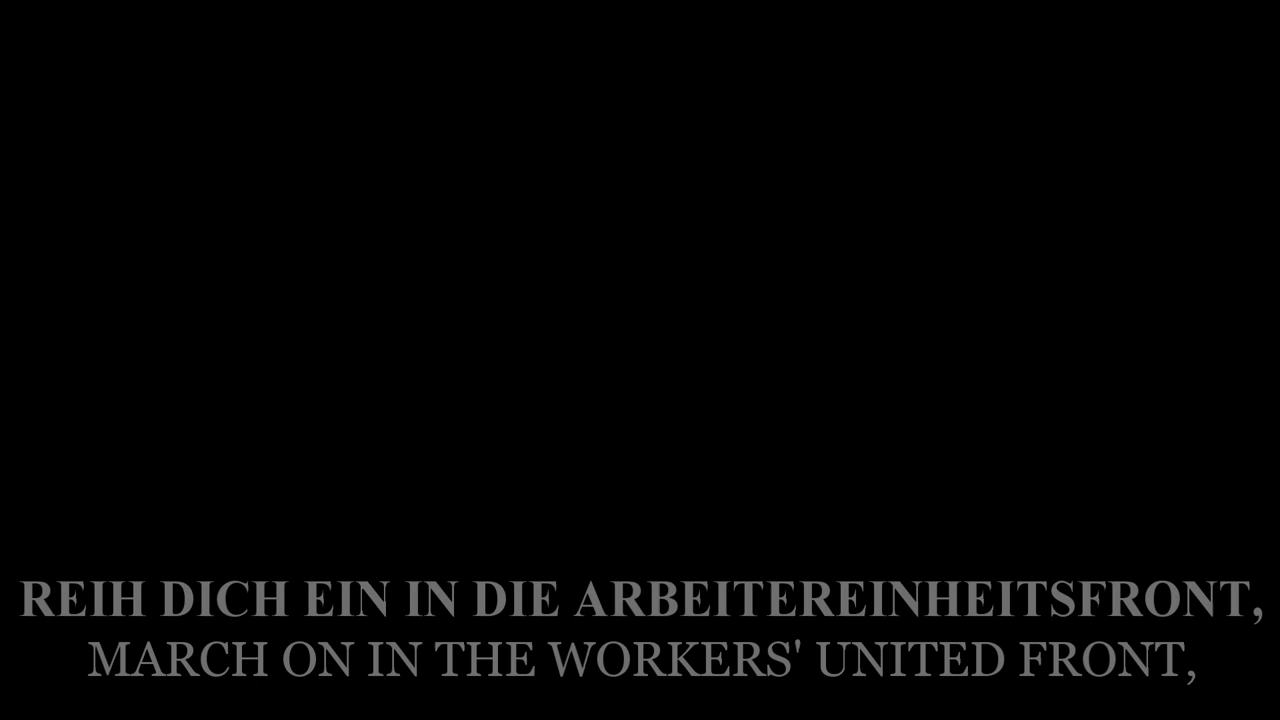 REIH DICH EIN IN DIE ARBEITEREINHEITSFRONT,
MARCH ON IN THE WORKERS' UNITED FRONT,